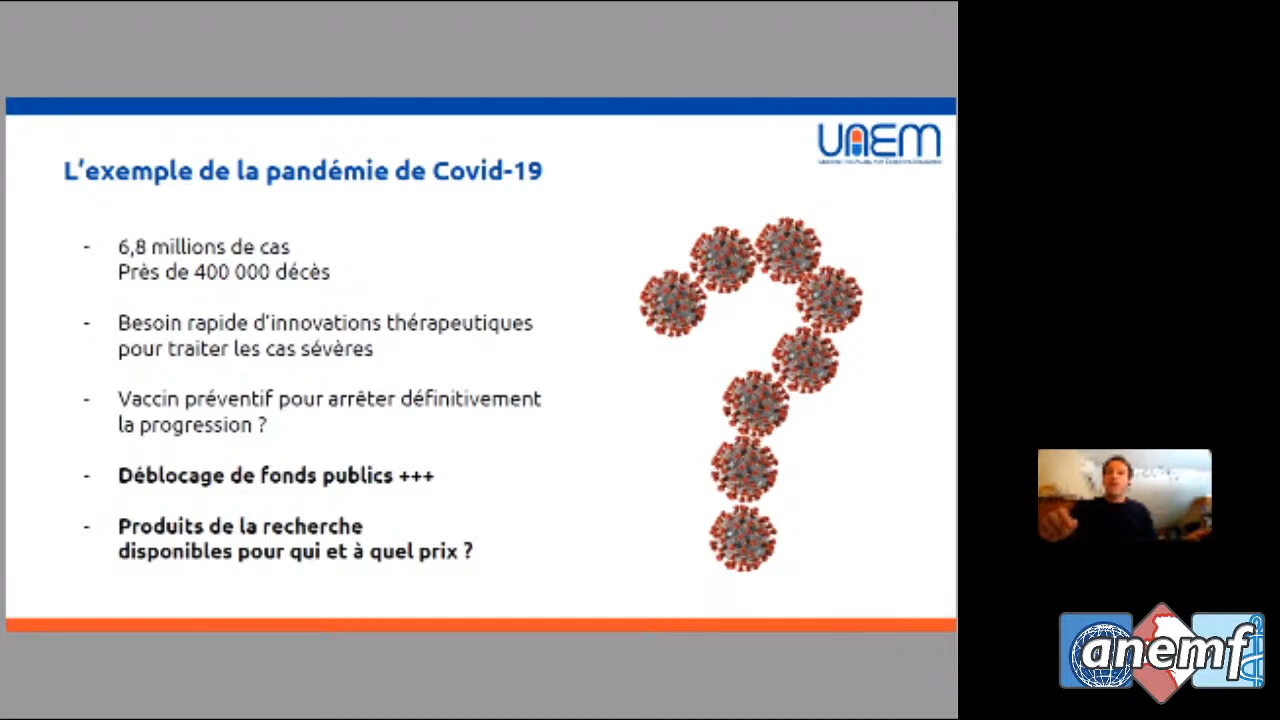 UAEM
L'exemple de la pandémie de Covid-19
- 6,8 millions de cas
Près de 400 000 décès
- Besoin rapide d'innovations thérapeutiques
pour traiter les cas sévères
- Vaccin préventif pour arrêter définitivement
la progression ?
- Déblocage de fonds publics +++
- Produits de la recherche
disponibles pour qui et à quel prix ?
anemf